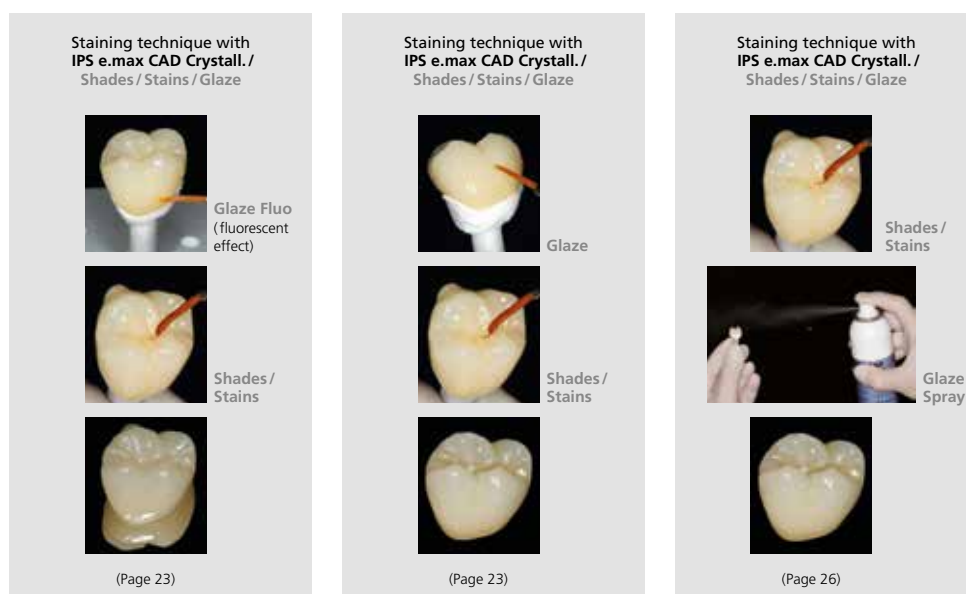 Staining technique with
IPS e.max CAD Crystall. /
Shades / Stains / Glaze
Glaze Fluo
(fluorescent
effect)
Shades /
Stains
(Page 23)
Staining technique with
IPS e.max CAD Crystall. /
Shades / Stains / Glaze
Glaze
Shades /
Stains
(Page 23)
Staining technique with
IPS e.max CAD Crystall. /
Shades / Stains / Glaze
Shades /
Stains
Glaze
Spray
(Page 26)